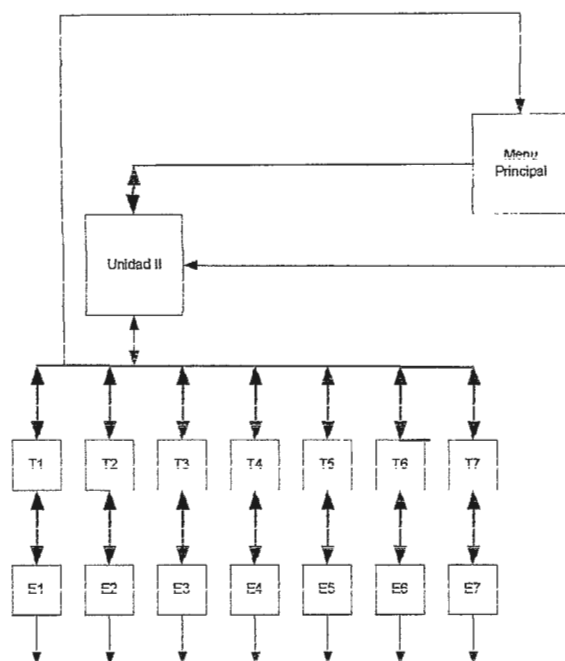 Menu
Principal
Unidad II
T1 T2 T3 T4 T5 T6 T7
E1 E2 E3 E4 E5 E6 E7